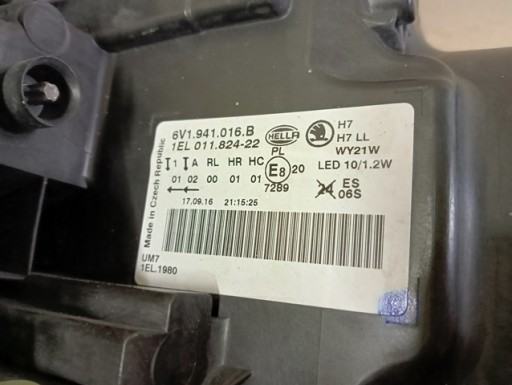 6V1.941.016.B
1EL 011.824-22
HELLA
PL
H7
H7 LL
WY21W
LED 10/1.2W
1 A RL HR HC
01 02 00 01 01
E8 20
7289
ES
06S
17.09.16 21:15:25
Made in Czech Republic
UM7
1EL.1980